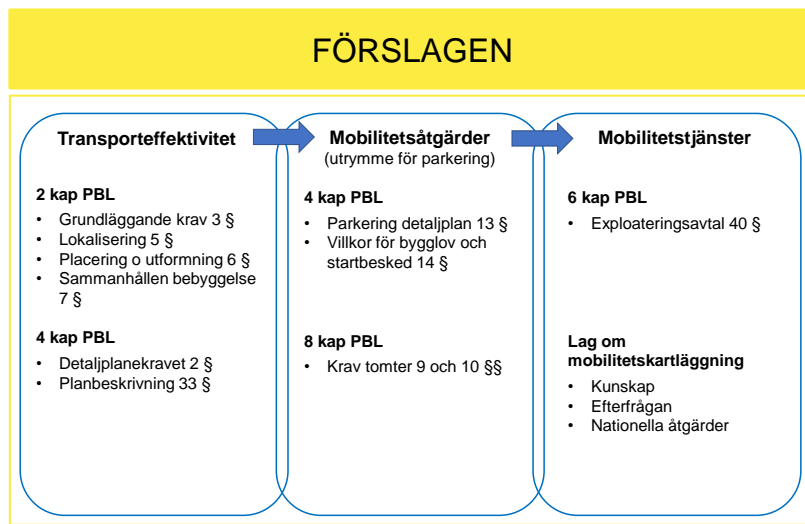 FÖRSLAGEN
Transporteffektivitet
2 kap PBL
• Grundläggande krav 3 §
• Lokalisering 5 §
• Placering o utformning 6 §
• Sammanhållen bebyggelse
7 §
4 kap PBL
• Detaljplanekravet 2 §
• Planbeskrivning 33 §
Mobilitetsåtgärder
(utrymme för parkering)
4 kap PBL
• Parkering detaljplan 13 §
• Villkor för bygglov och
startbesked 14 §
8 kap PBL
• Krav tomter 9 och 10 §§
Mobilitetstjänster
6 kap PBL
• Exploateringsavtal 40 §
Lag om
mobilitetskartläggning
• Kunskap
• Efterfrågan
• Nationella åtgärder